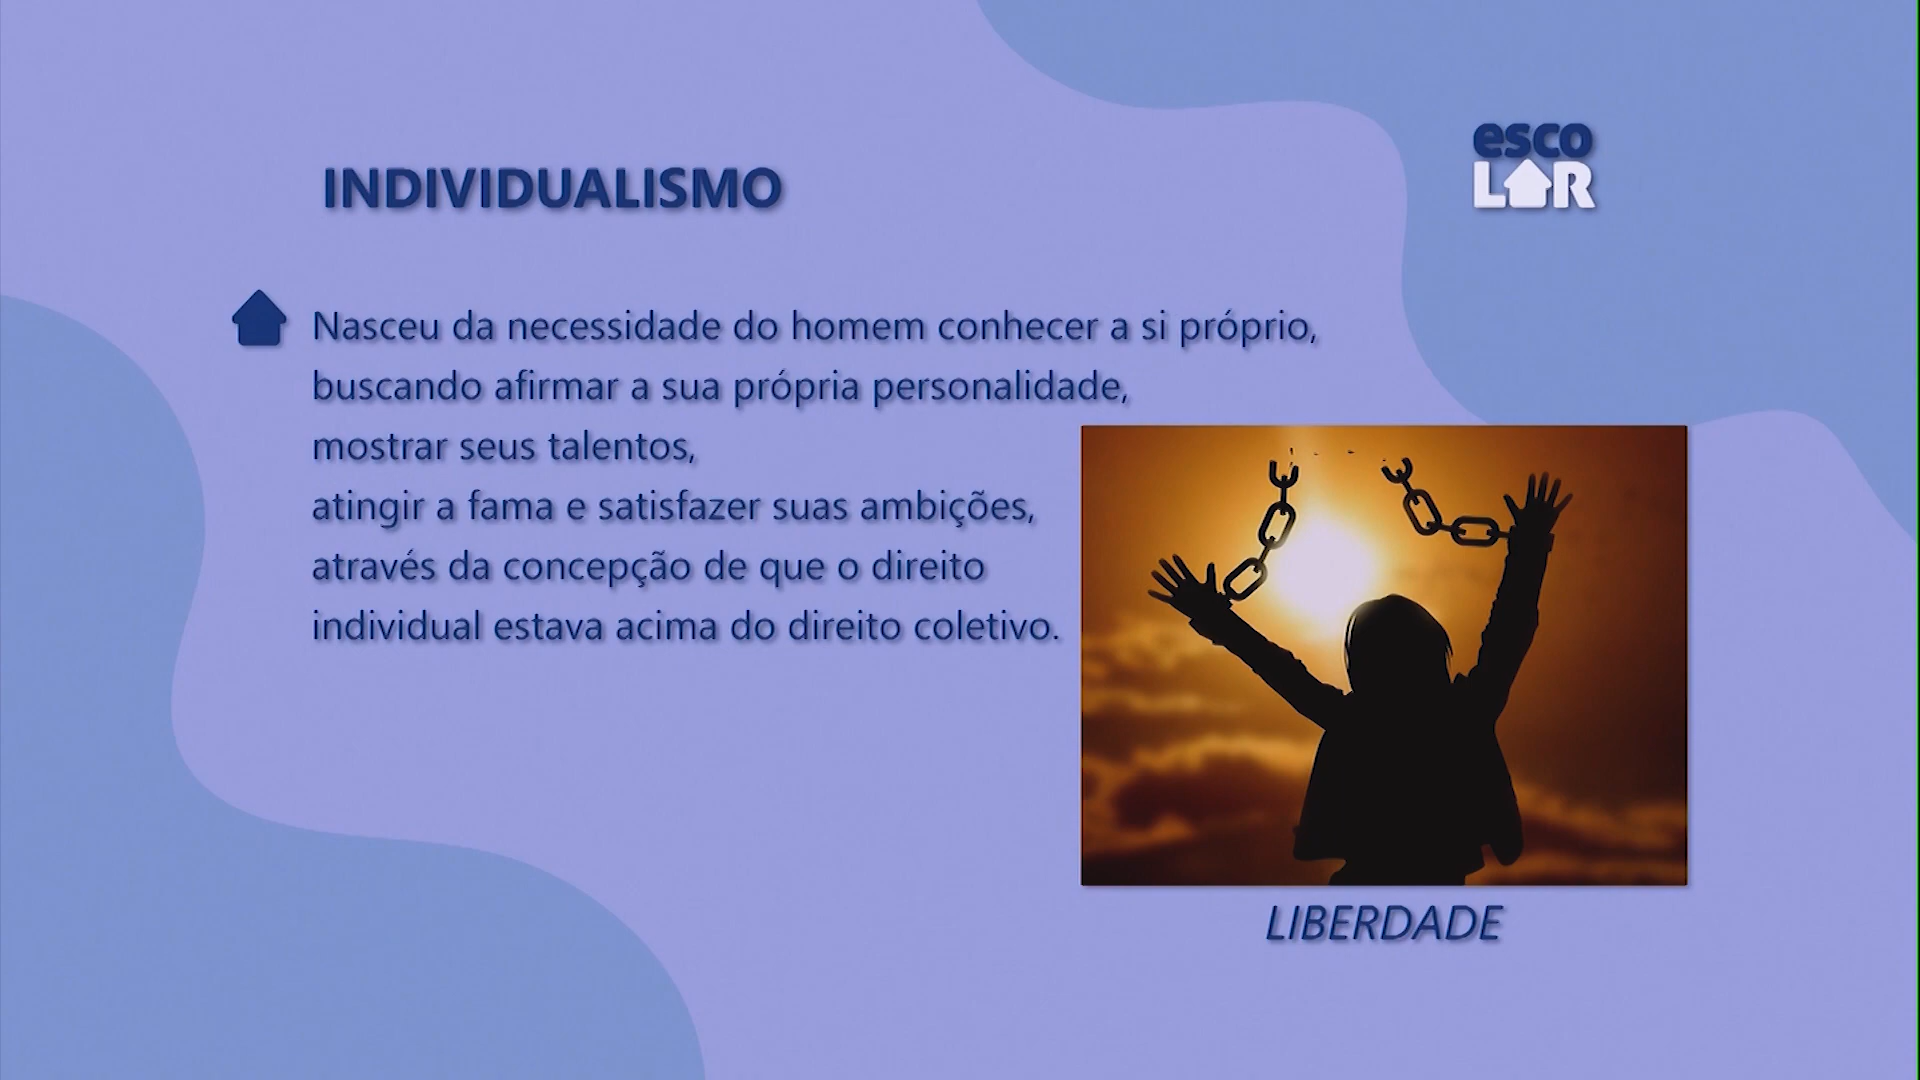 esco
LAR
INDIVIDUALISMO
Nasceu da necessidade do homem conhecer a si próprio,
buscando afirmar a sua própria personalidade,
mostrar seus talentos,
atingir a fama e satisfazer suas ambições,
através da concepção de que o direito
individual estava acima do direito coletivo.
LIBERDADE